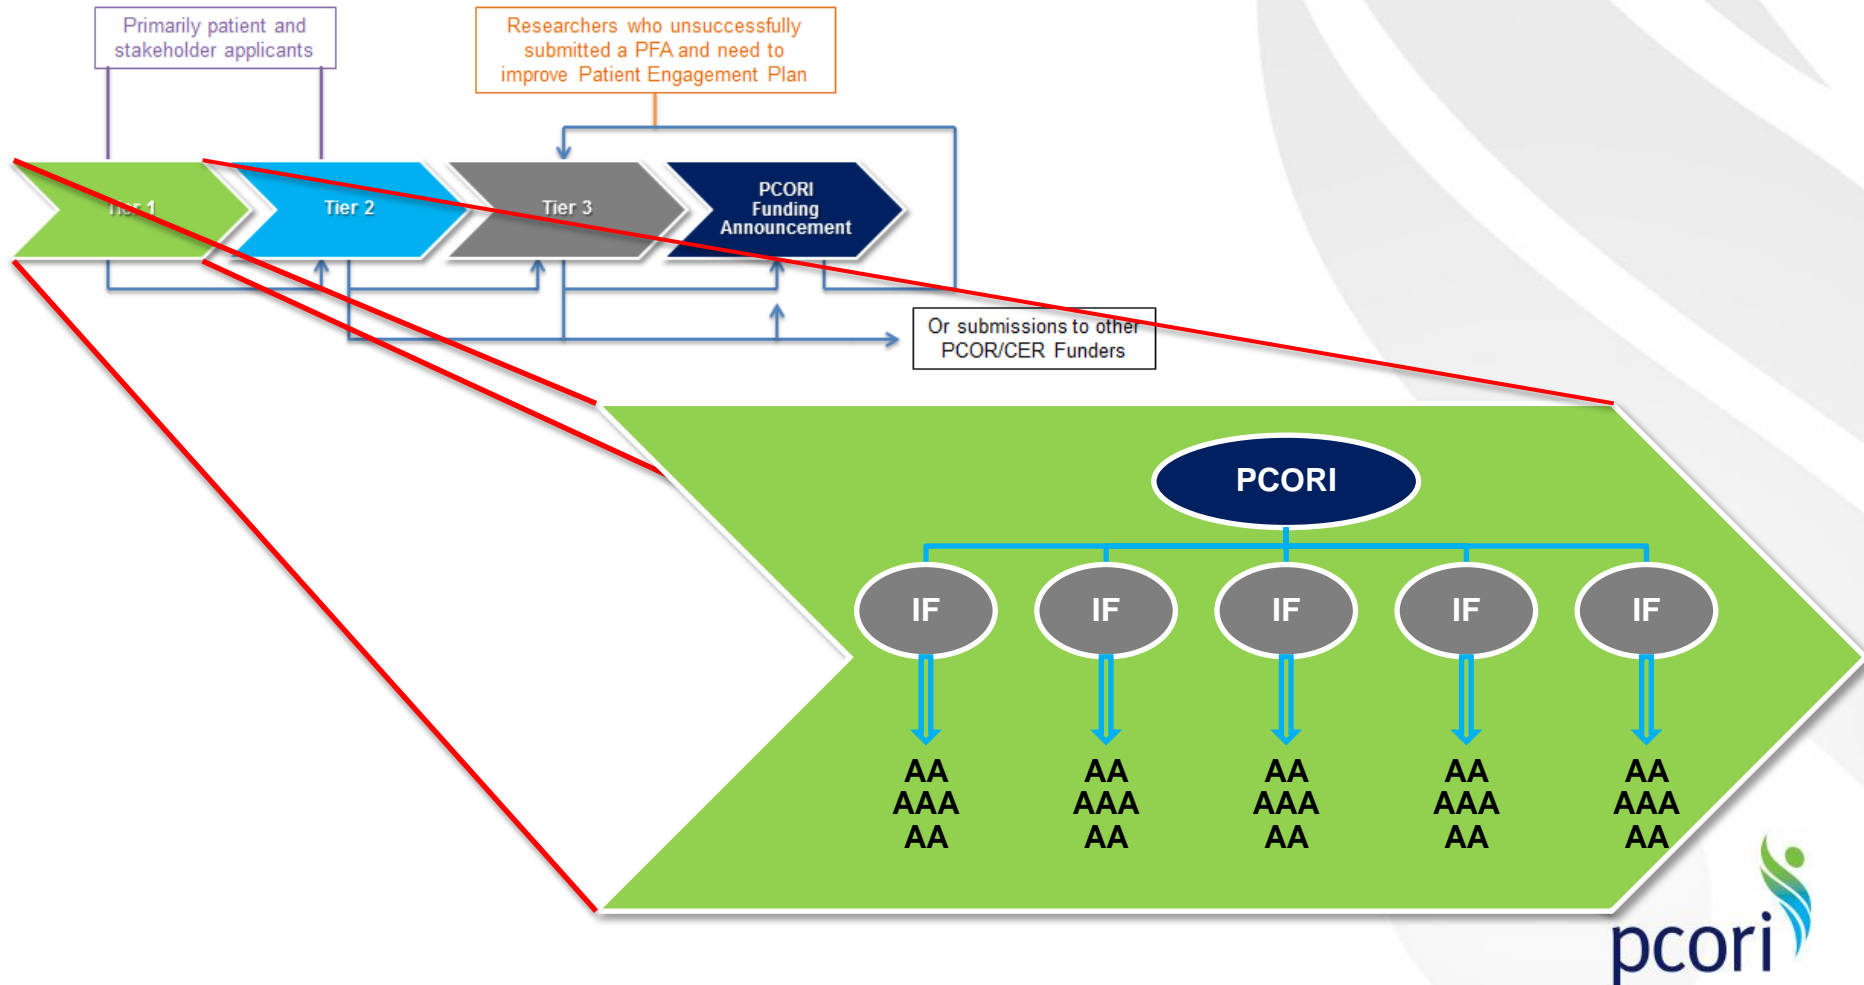 Primarily patient and
stakeholder applicants
Researchers who unsuccessfully
submitted a PFA and need to
improve Patient Engagement Plan
Tier 1
Tier 2
Tier 3
PCORI
Funding
Announcement
Or submissions to other
PCOR/CER Funders
PCORI
IF
IF
IF
IF
IF
AA
AAA
AA
AA
AAA
AA
AA
AAA
AA
AA
AAA
AA
AA
AAA
AA
pcori